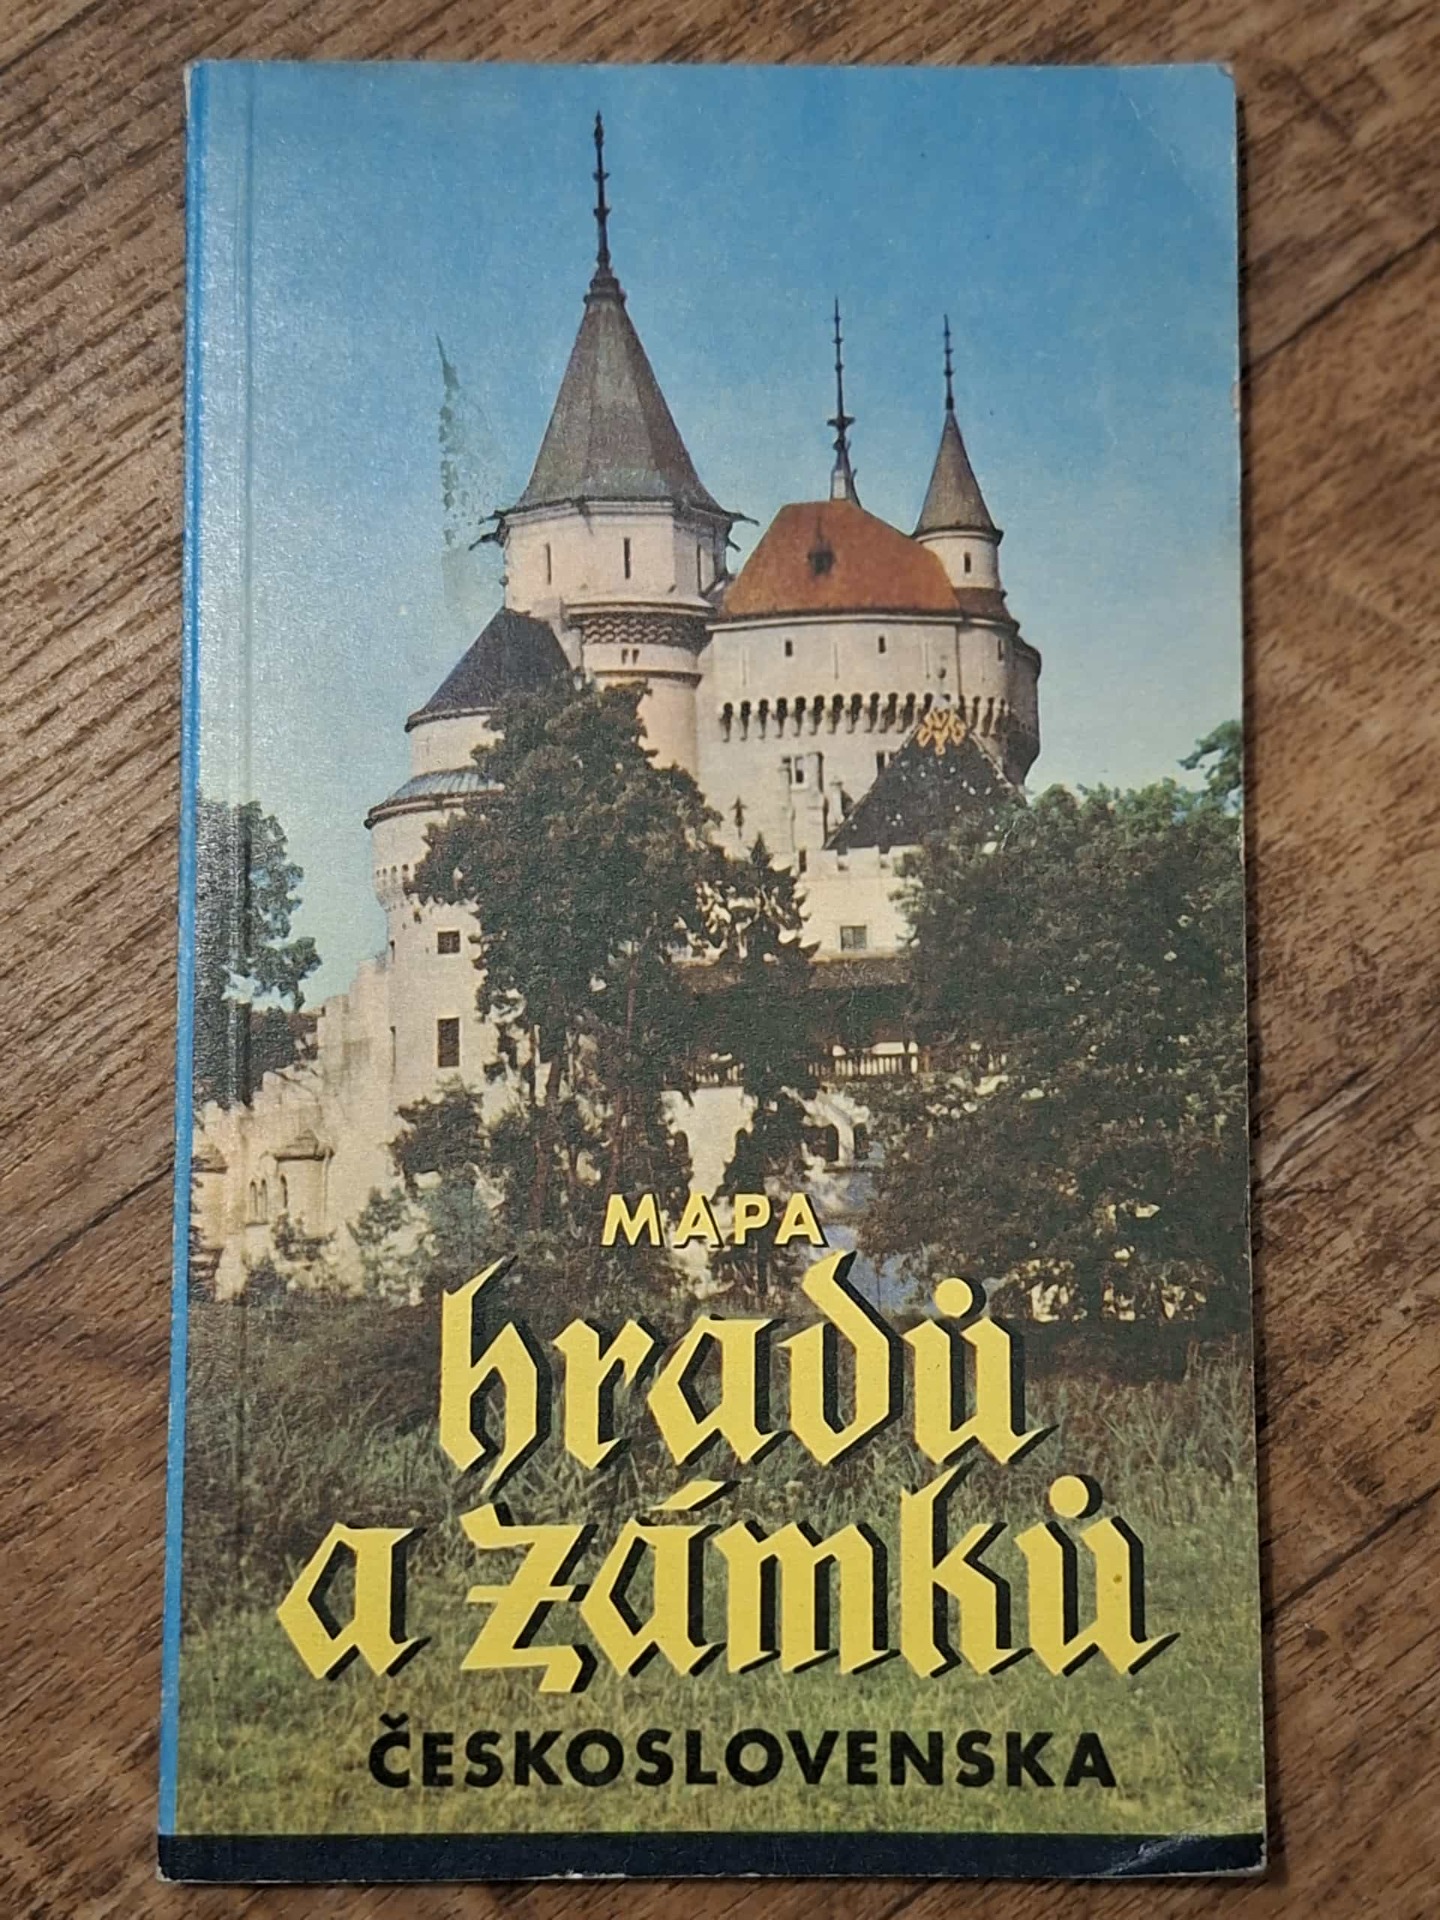 MAPA
hradů
a zámků
ČESKOSLOVENSKA